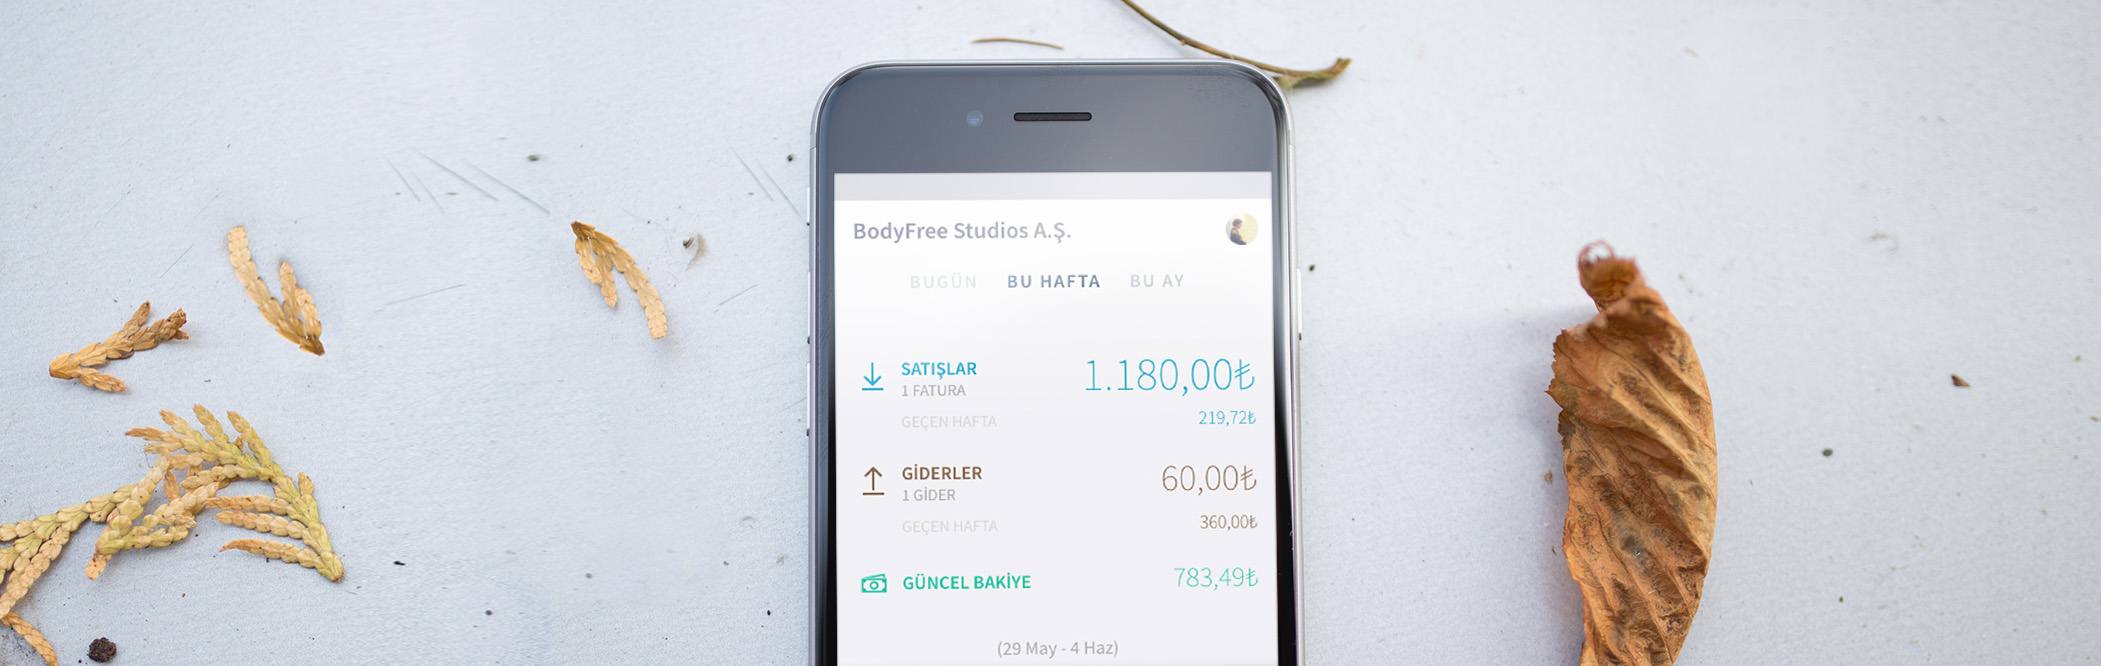 BodyFree Studios A.Ş.
BUGÜN BU HAFTA BU AY
SATIŞLAR 1.180,00₺
1 FATURA
GEÇEN HAFTA 219,72₺
GİDERLER 60,00₺
1 GİDER
GEÇEN HAFTA 360,00₺
GÜNCEL BAKİYE 783,49₺
(29 May - 4 Haz)